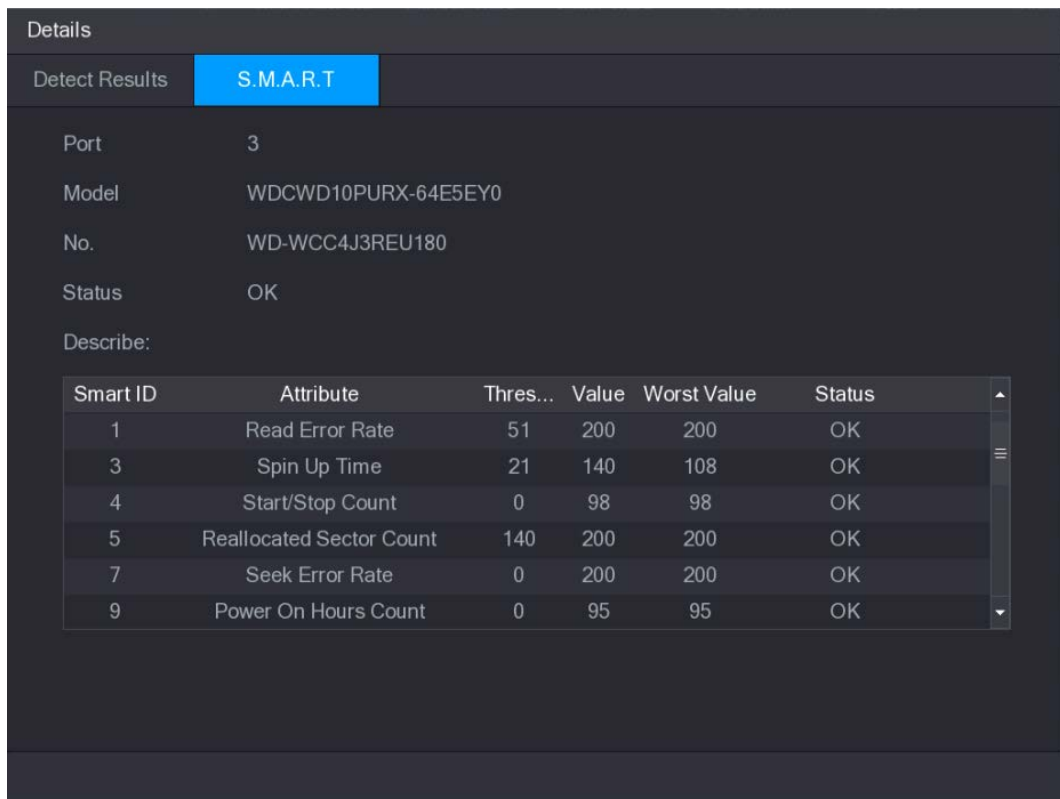 Details
Detect Results S.M.A.R.T
Port 3
Model WDCWD10PURX-64E5EY0
No. WD-WCC4J3REU180
Status OK
Describe:
Smart ID Attribute Thres... Value Worst Value Status
1 Read Error Rate 51 200 200 OK
3 Spin Up Time 21 140 108 OK
4 Start/Stop Count 0 98 98 OK
5 Reallocated Sector Count 140 200 200 OK
7 Seek Error Rate 0 200 200 OK
9 Power On Hours Count 0 95 95 OK